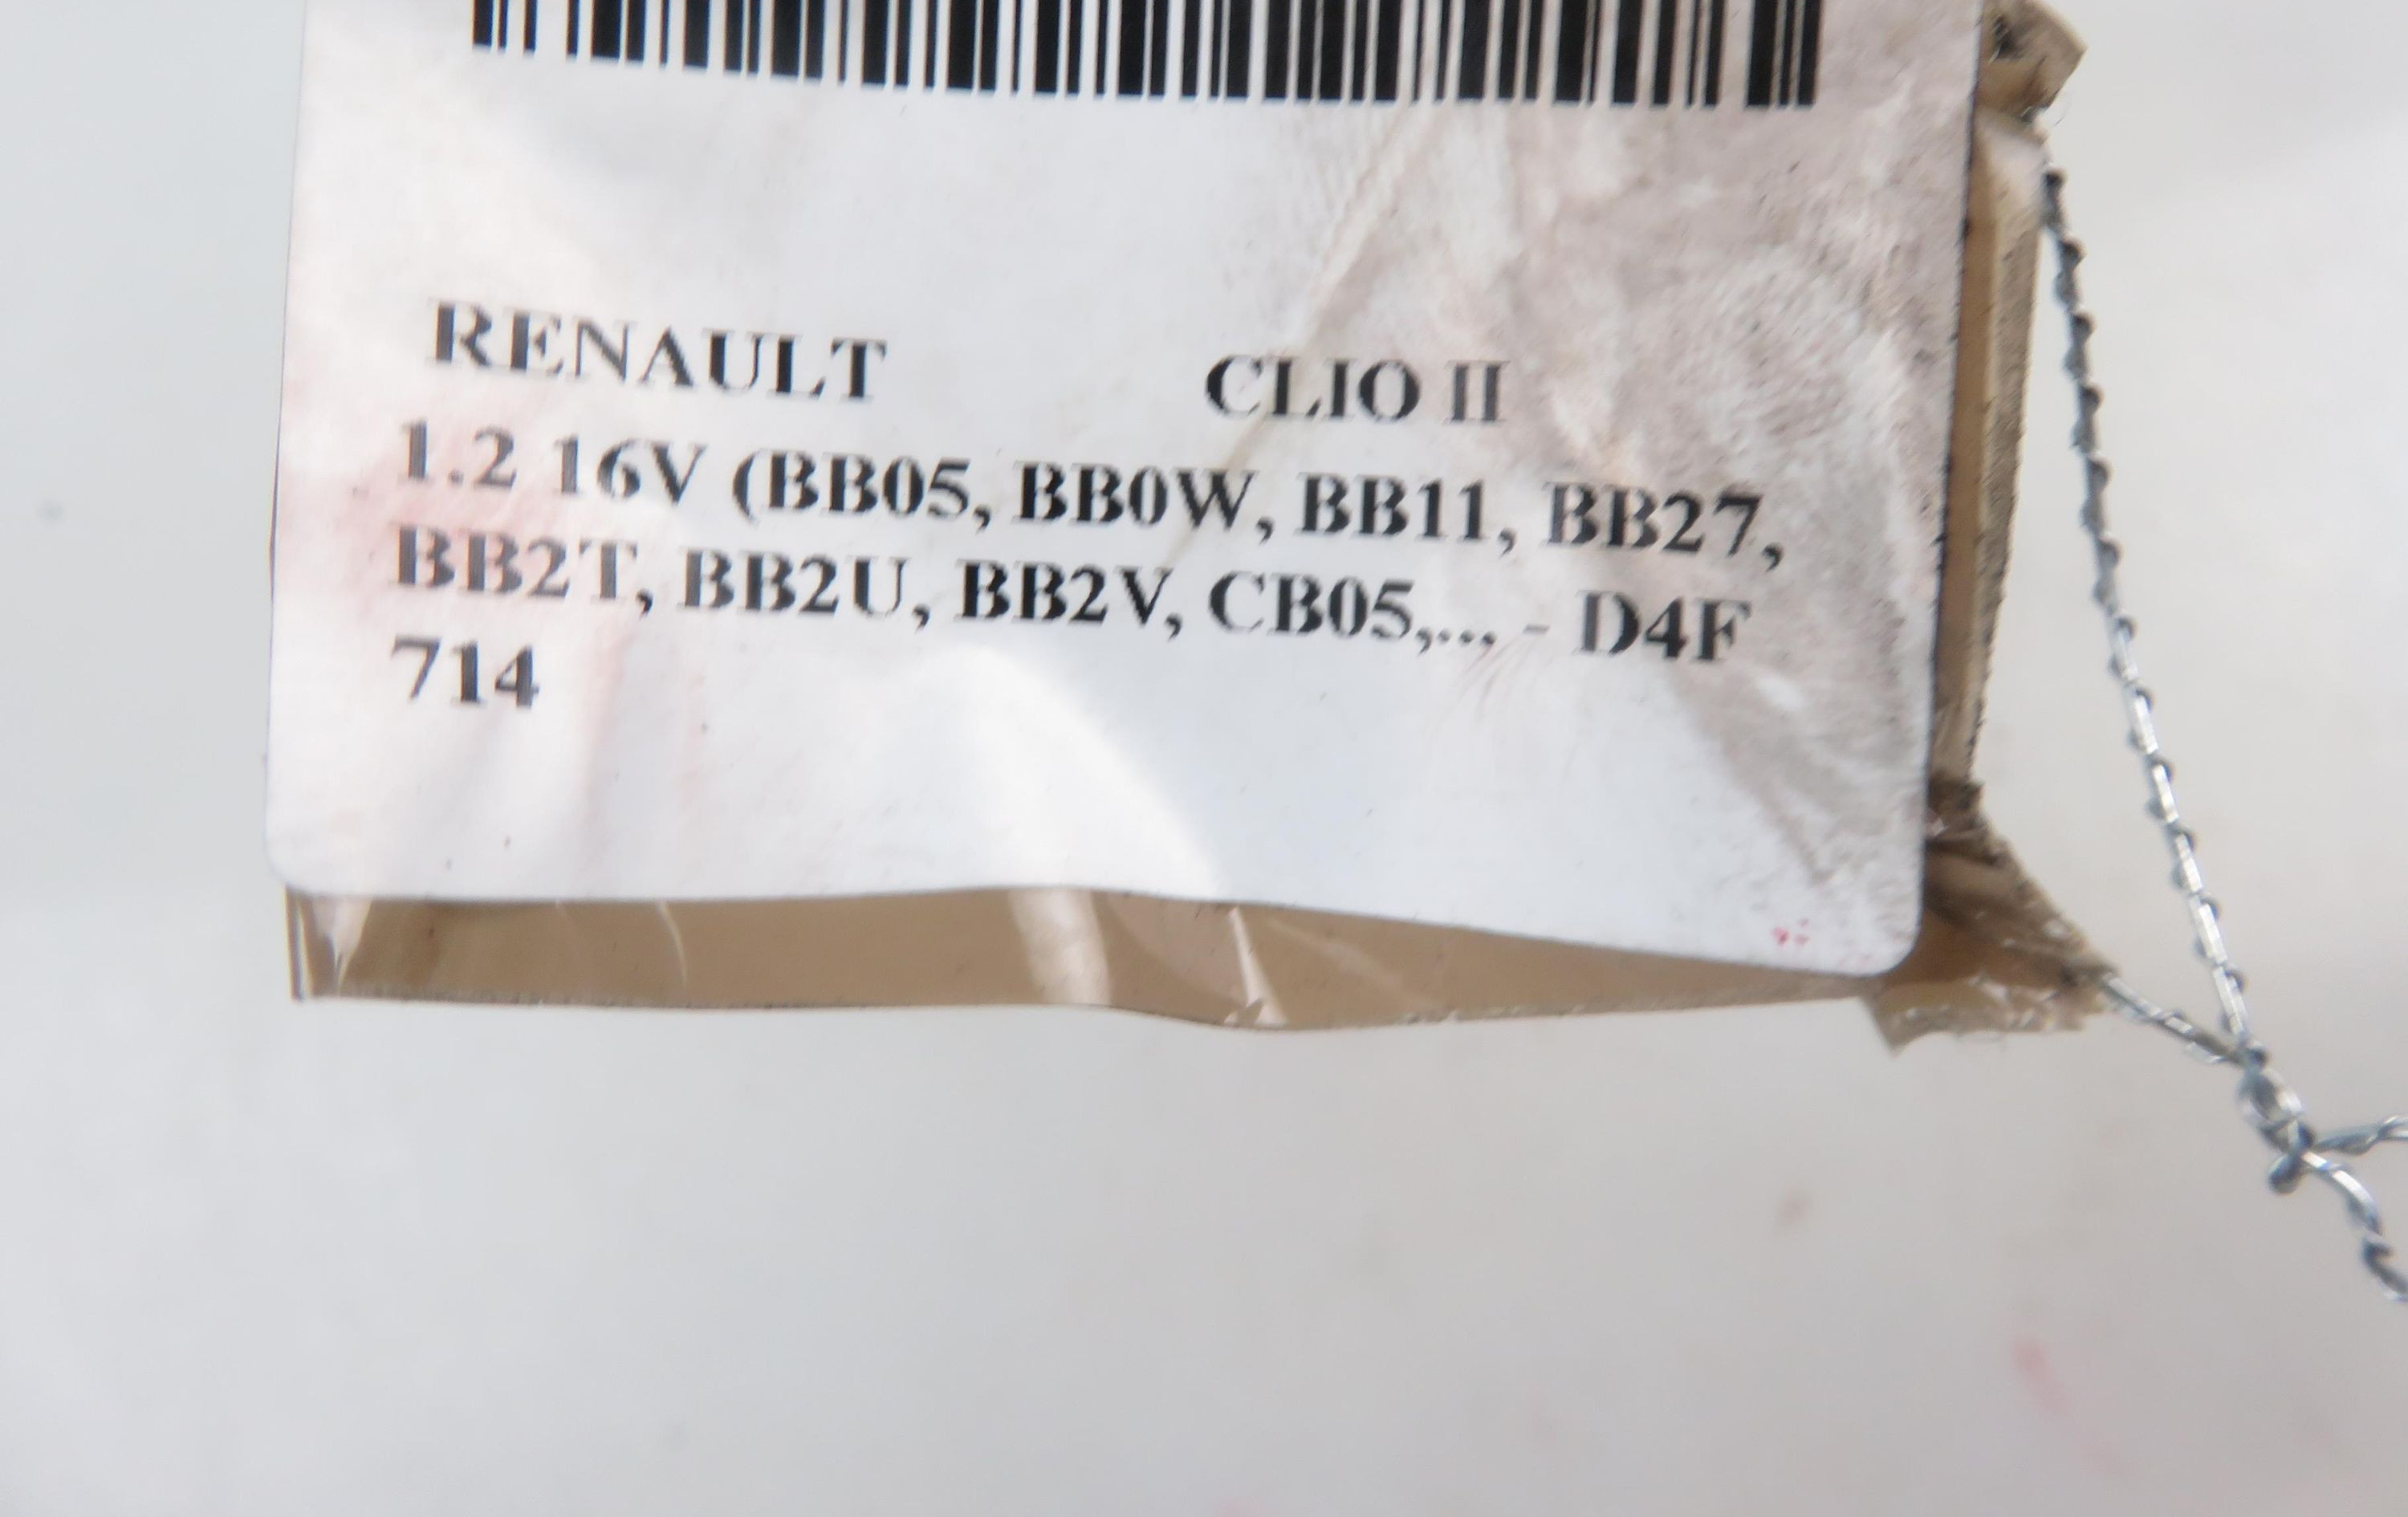 RENAULT CLIO II
1.2 16V (BB05, BB0W, BB11, BB27,
BB2T, BB2U, BB2V, CB05,... - D4F
714